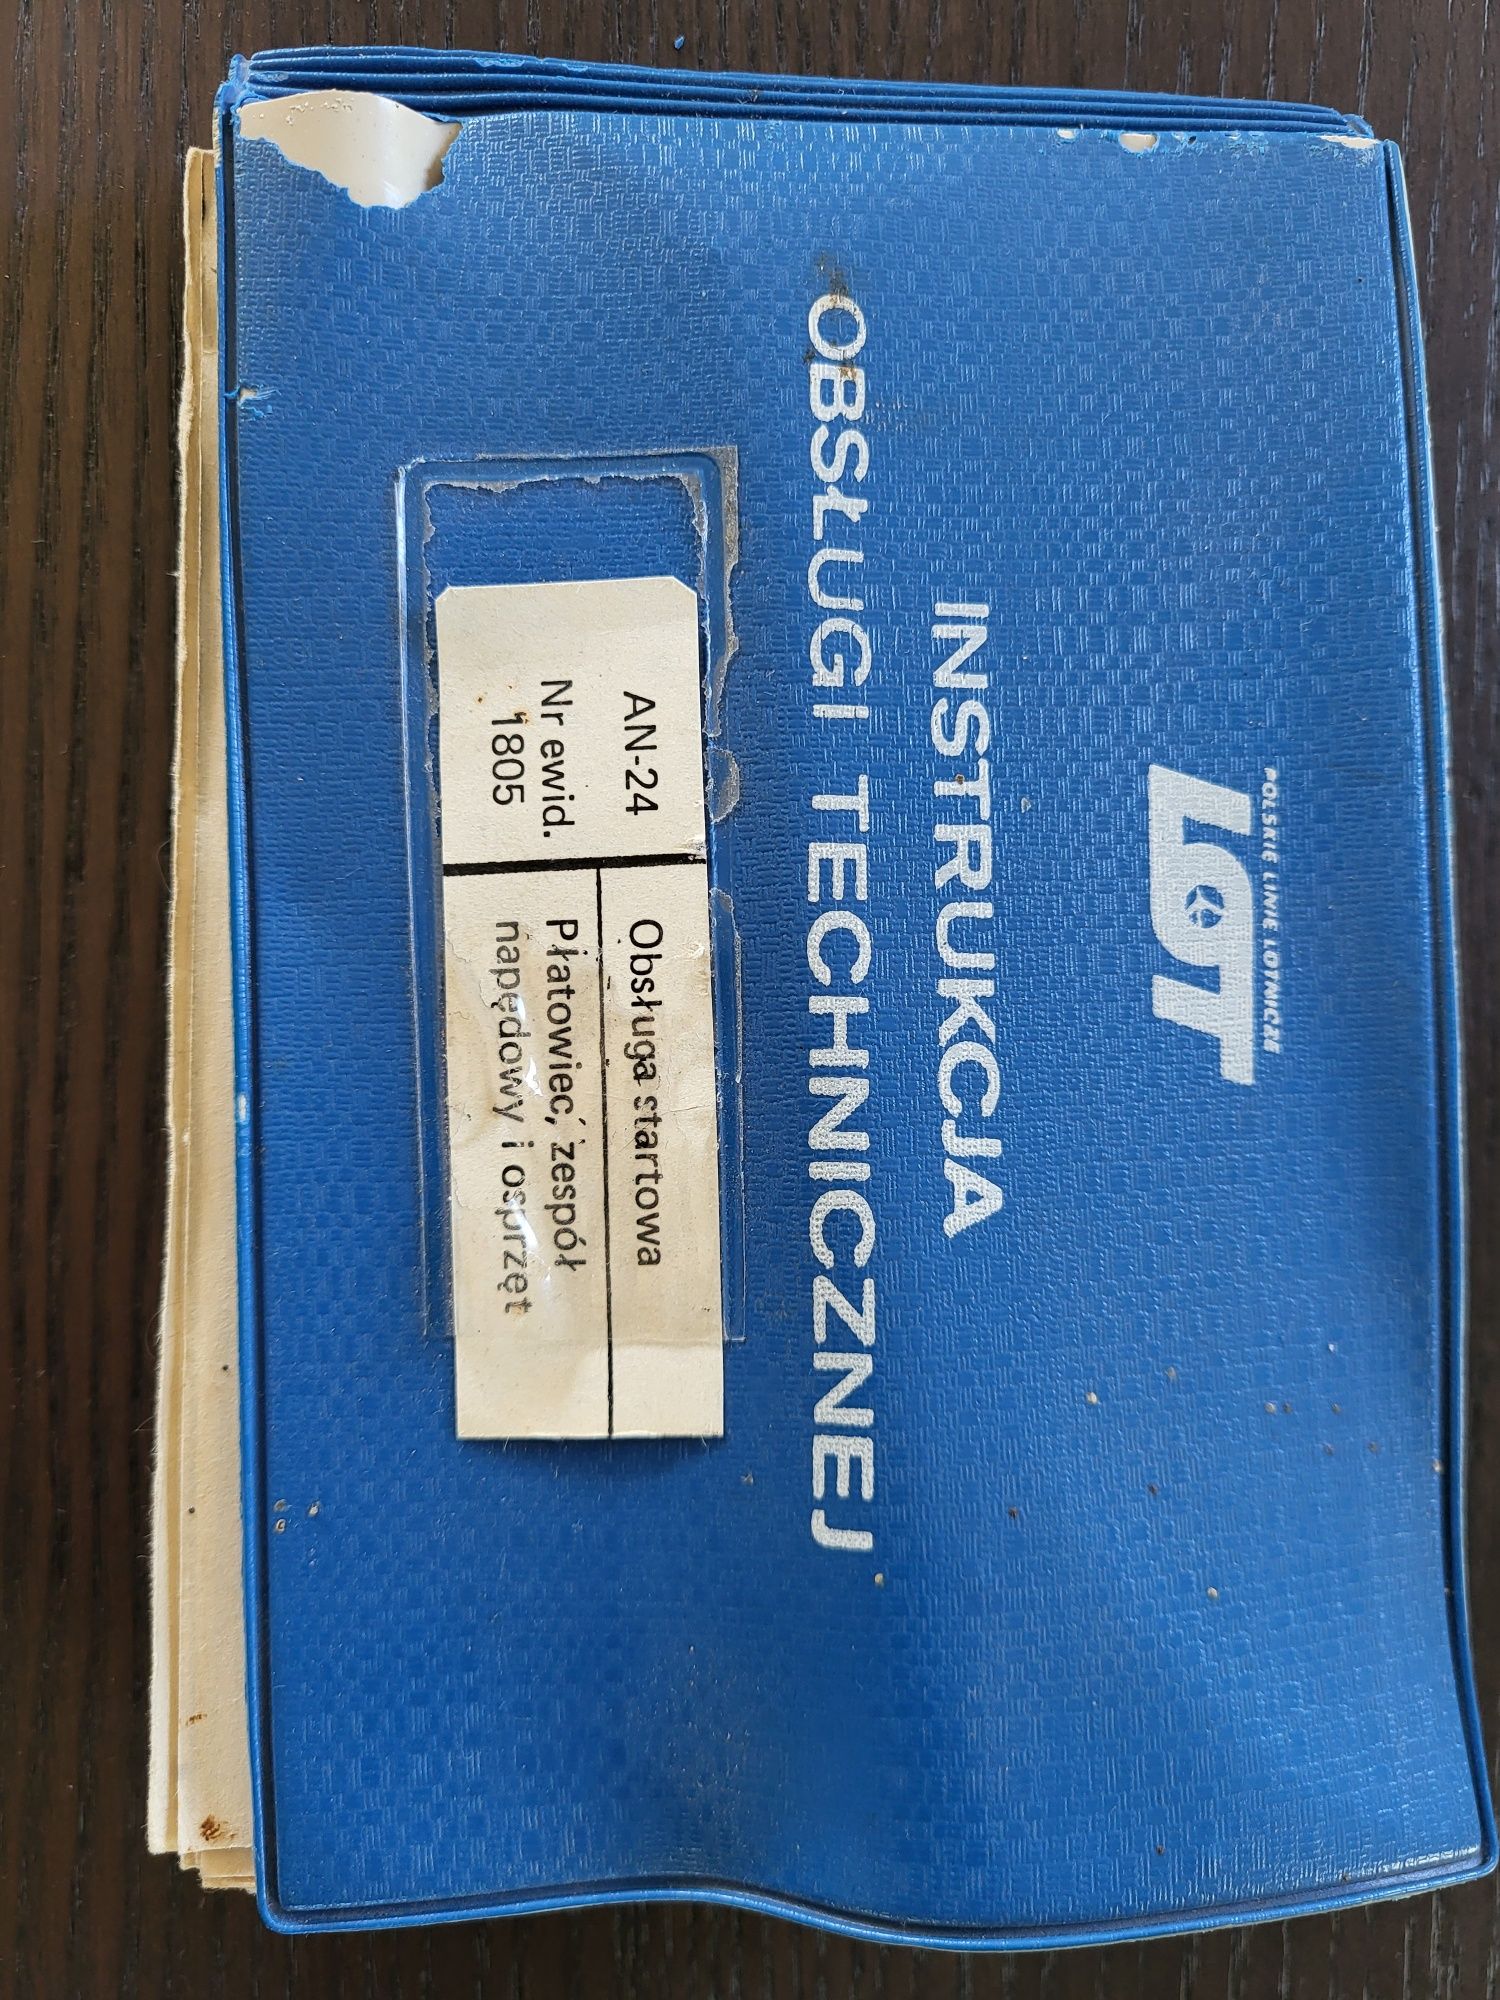 POLSKIE LINIE LOTNICZE
LOT
INSTRUKCJA
OBSŁUGI TECHNICZNEJ
AN-24
Nr ewid.
1805
Obsługa startowa
Płatowiec, zespół
napędowy i osprzęt